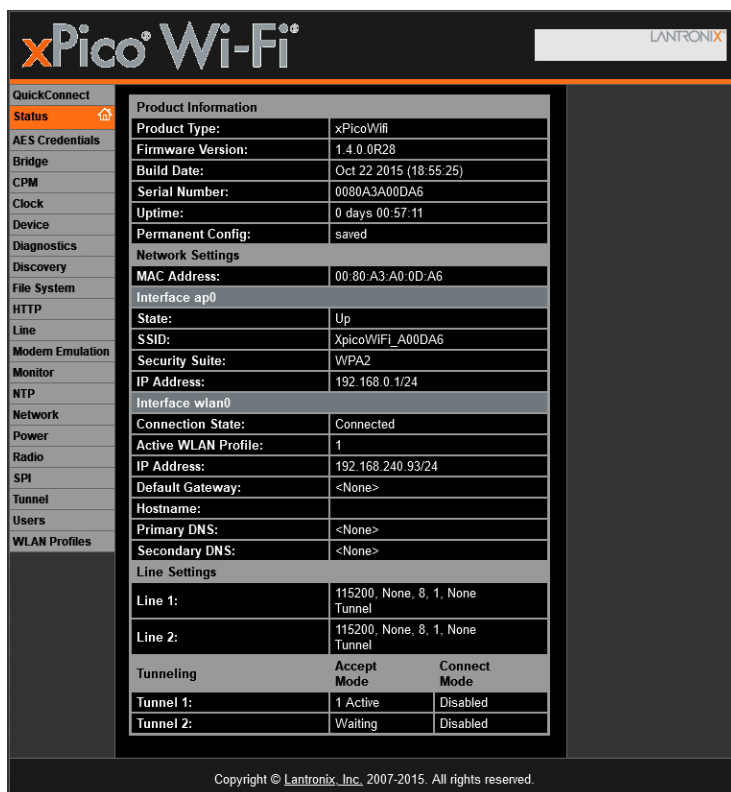 xPico® Wi-Fi®
LANTRONIX®
QuickConnect
Status
AES Credentials
Bridge
CPM
Clock
Device
Diagnostics
Discovery
File System
HTTP
Line
Modem Emulation
Monitor
NTP
Network
Power
Radio
SPI
Tunnel
Users
WLAN Profiles
Product Information
Product Type: xPicoWifi
Firmware Version: 1.4.0.0R28
Build Date: Oct 22 2015 (18:55:25)
Serial Number: 0080A3A00DA6
Uptime: 0 days 00:57:11
Permanent Config: saved
Network Settings
MAC Address: 00:80:A3:A0:0D:A6
Interface ap0
State: Up
SSID: XpicoWiFi_A00DA6
Security Suite: WPA2
IP Address: 192.168.0.1/24
Interface wlan0
Connection State: Connected
Active WLAN Profile: 1
IP Address: 192.168.240.93/24
Default Gateway: <None>
Hostname:
Primary DNS: <None>
Secondary DNS: <None>
Line Settings
Line 1: 115200, None, 8, 1, None
Tunnel
Line 2: 115200, None, 8, 1, None
Tunnel
Tunneling Accept Connect
Mode Mode
Tunnel 1: 1 Active Disabled
Tunnel 2: Waiting Disabled
Copyright © Lantronix, Inc. 2007-2015. All rights reserved.